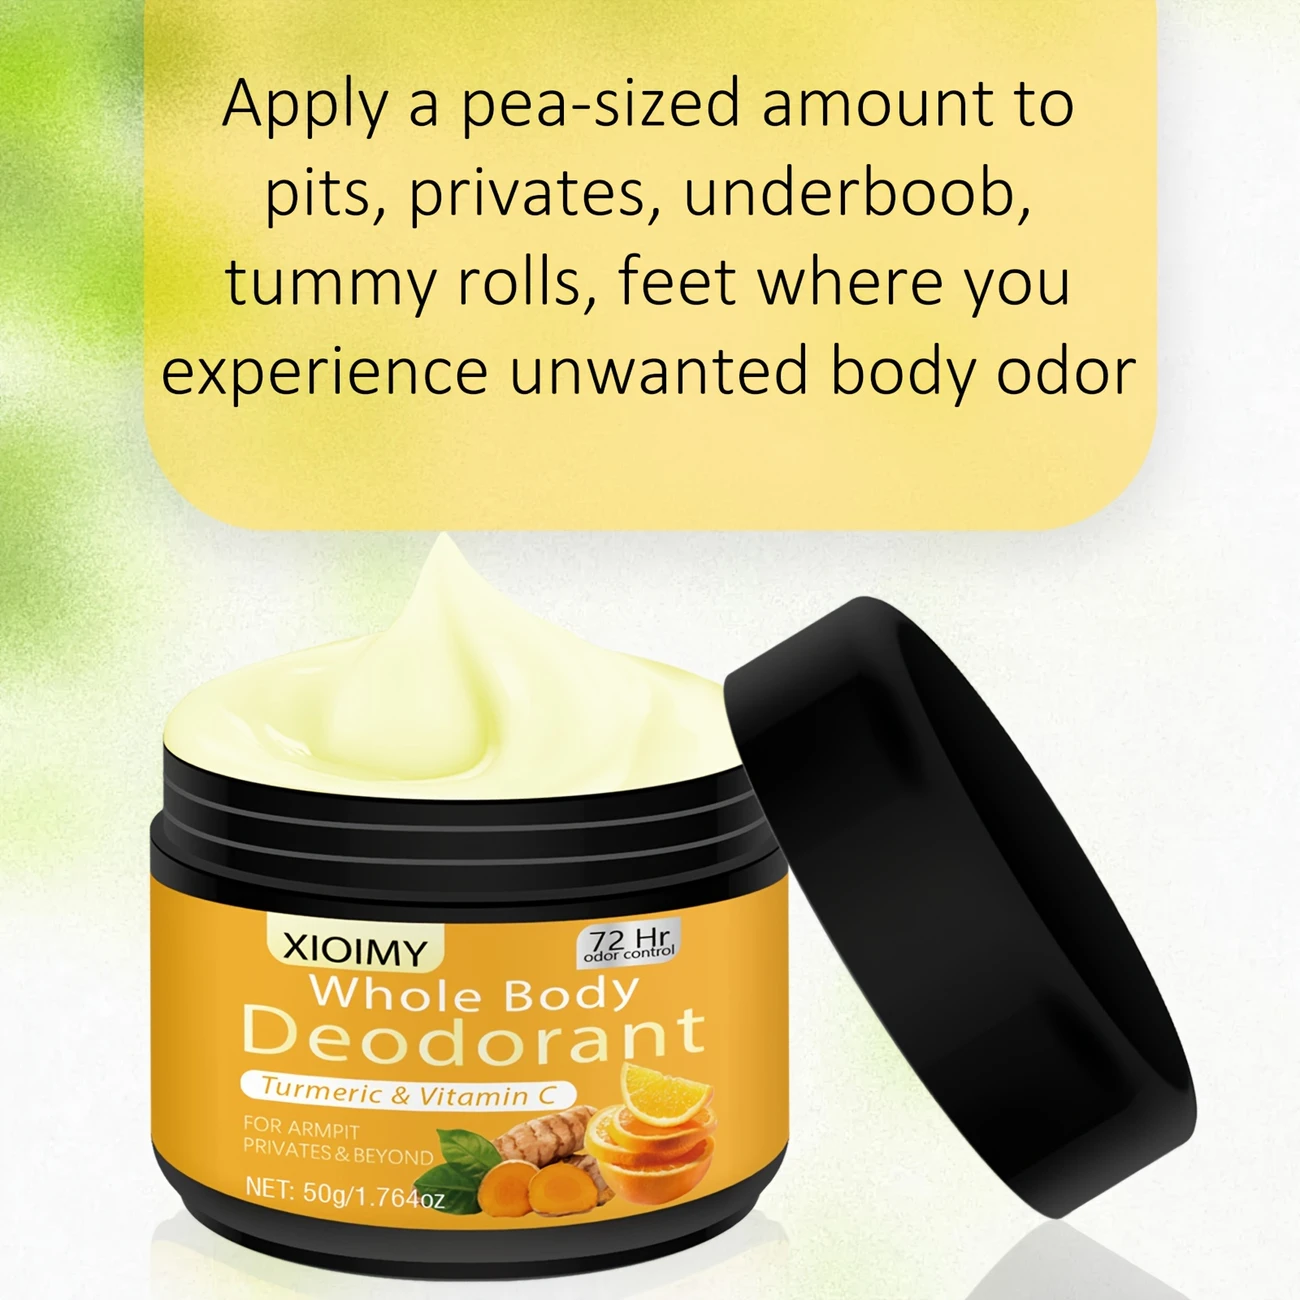 Apply a pea-sized amount to
pits, privates, underboob,
tummy rolls, feet where you
experience unwanted body odor
XIOIMY
72 Hr
odor control
Whole Body
Deodorant
Turmeric & Vitamin C
FOR ARMPIT
PRIVATES & BEYOND
NET: 50g/1.764oz